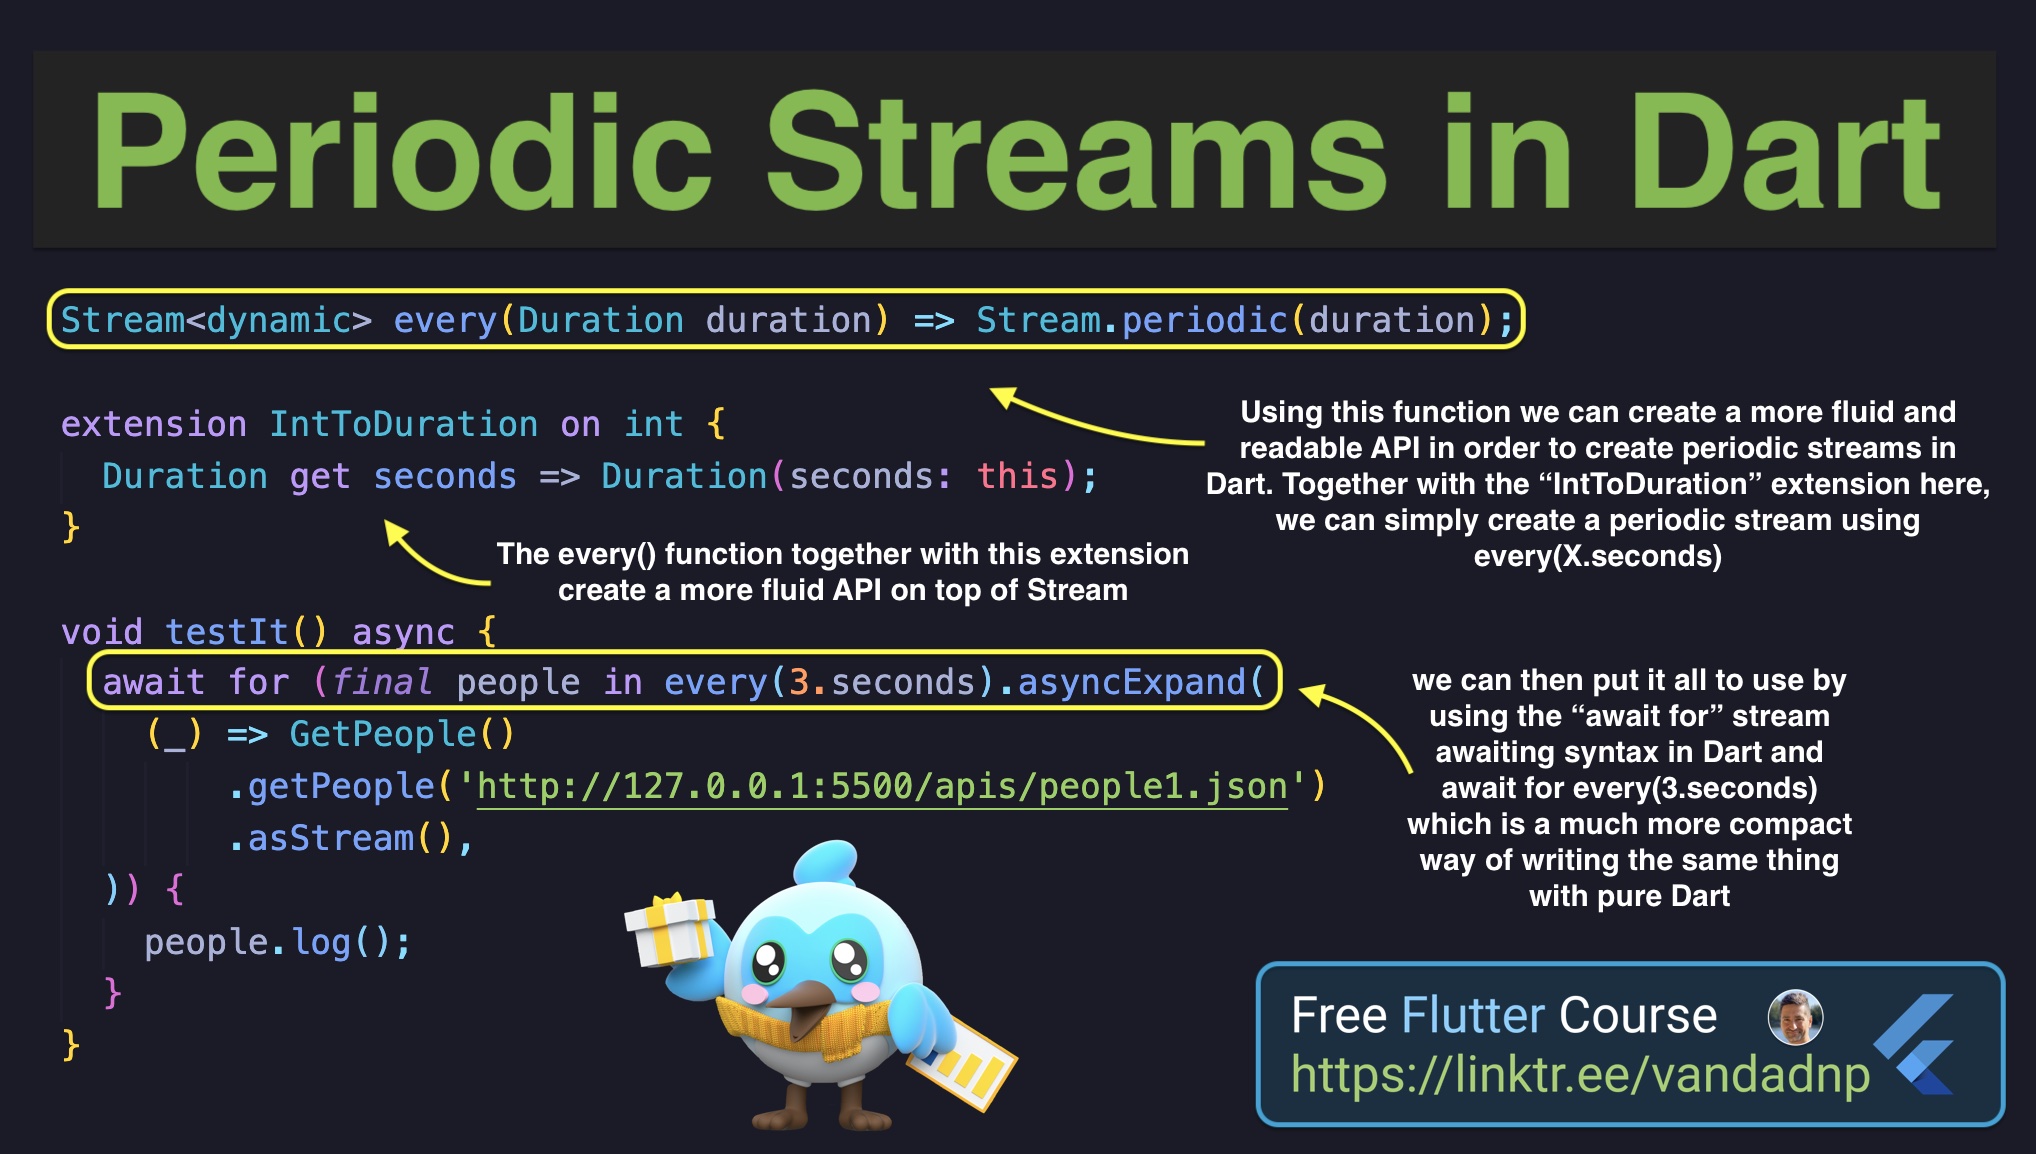 Periodic Streams in Dart
Stream<dynamic> every(Duration duration) => Stream.periodic(duration);
extension IntToDuration on int {
Duration get seconds => Duration(seconds: this);
}
Using this function we can create a more fluid and
readable API in order to create periodic streams in
Dart. Together with the “IntToDuration” extension here,
we can simply create a periodic stream using
every(X.seconds)
The every() function together with this extension
create a more fluid API on top of Stream
void testIt() async {
await for (final people in every(3.seconds).asyncExpand(
(_) => GetPeople()
.getPeople('http://127.0.0.1:5500/apis/people1.json')
.asStream(),
)) {
people.log();
}
}
we can then put it all to use by
using the “await for” stream
awaiting syntax in Dart and
await for every(3.seconds)
which is a much more compact
way of writing the same thing
with pure Dart
Free Flutter Course
https://linktr.ee/vandadnp